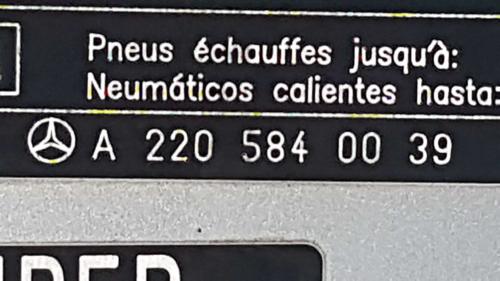 Pneus échauffes jusqu'à:
Neumáticos calientes hasta:
A 220 584 00 39